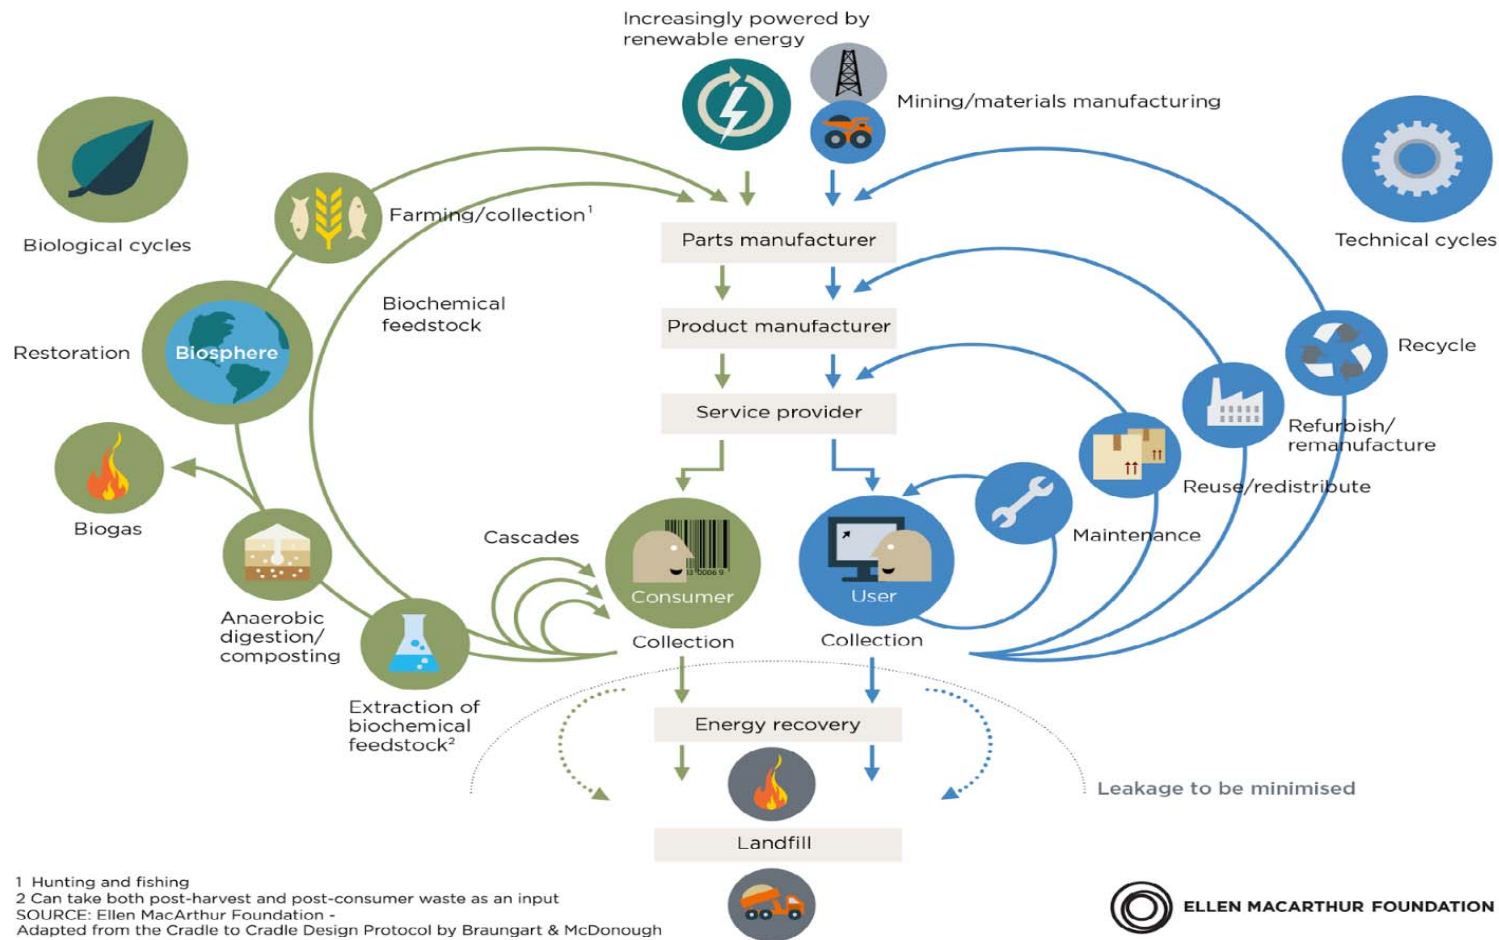 Increasingly powered by
renewable energy
Mining/materials manufacturing
Biological cycles
Technical cycles
Farming/collection¹
Parts manufacturer
Biochemical
feedstock
Product manufacturer
Restoration
Biosphere
Recycle
Service provider
Refurbish/
remanufacture
Reuse/redistribute
Biogas
Cascades
Maintenance
3 0006 9
Consumer
User
Anaerobic
digestion/
composting
Collection
Collection
Extraction of
biochemical
feedstock²
Energy recovery
Leakage to be minimised
Landfill
1 Hunting and fishing
2 Can take both post-harvest and post-consumer waste as an input
SOURCE: Ellen MacArthur Foundation -
Adapted from the Cradle to Cradle Design Protocol by Braungart & McDonough
ELLEN MACARTHUR FOUNDATION